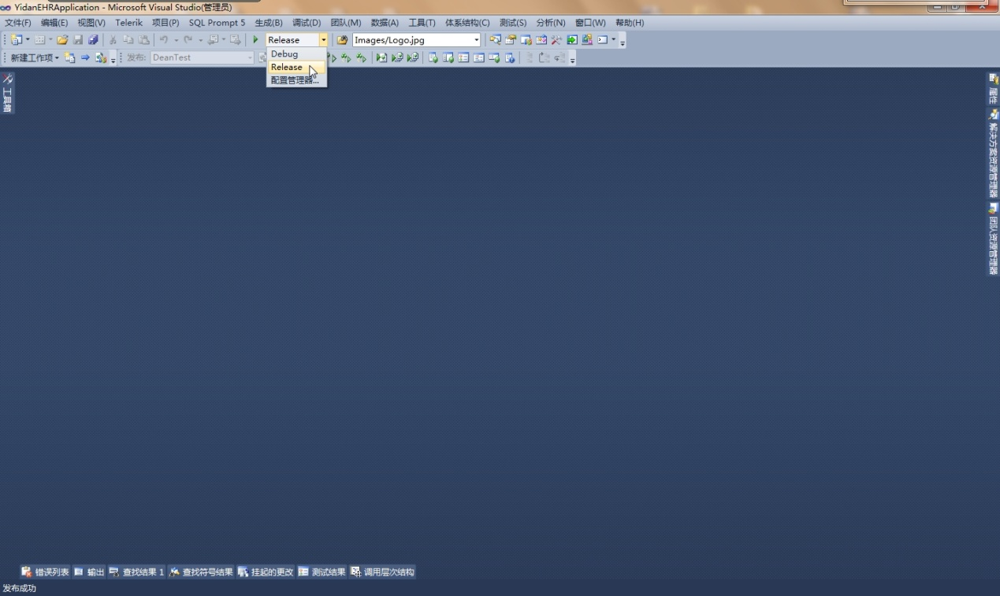 YidanEHRApplication - Microsoft Visual Studio(管理员)
文件(F) 编辑(E) 视图(V) Telerik 项目(P) SQL Prompt 5 生成(B) 调试(D) 团队(M) 数据(A) 工具(T) 体系结构(C) 测试(S) 分析(N) 窗口(W) 帮助(H)
Release Images/Logo.jpg
新建工作项 发布: DeanTest
Debug
Release
配置管理器...
工具箱
属性
解决方案资源管理器
团队资源管理器
错误列表 输出 查找结果 1 查找符号结果 挂起的更改 测试结果 调用层次结构
发布成功